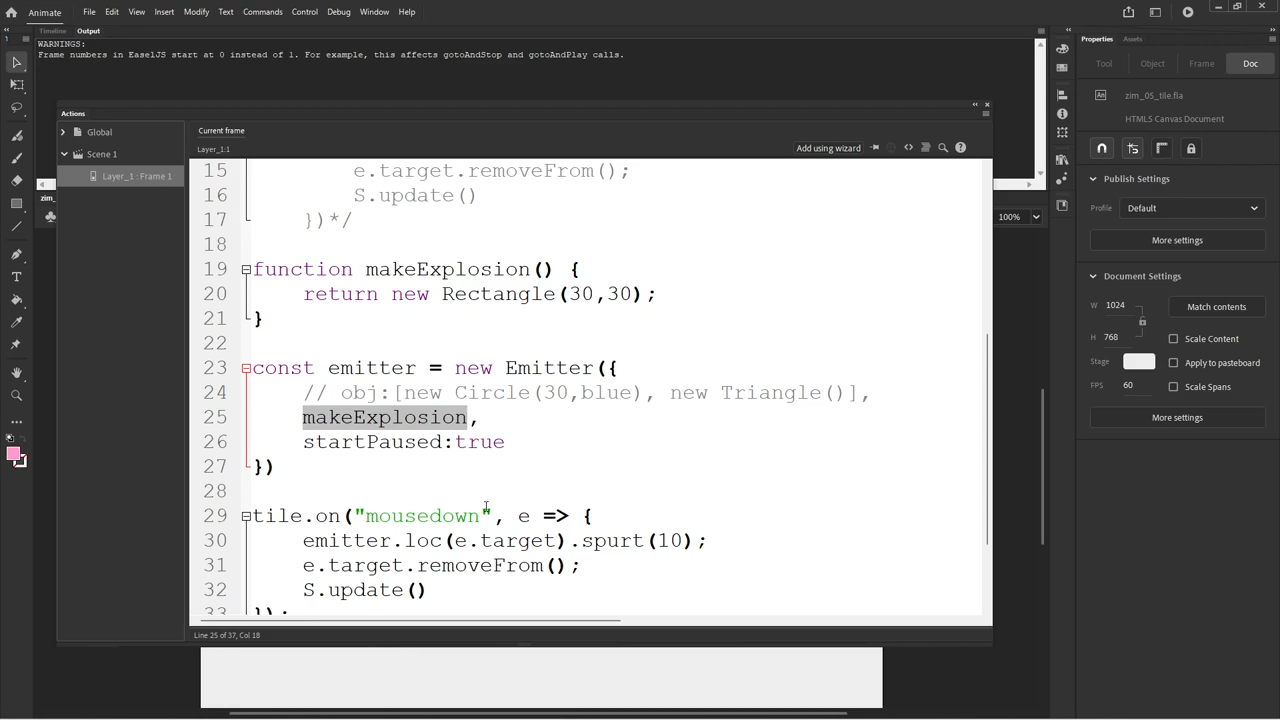 Animate File Edit View Insert Modify Text Commands Control Debug Window Help
Timeline Output
WARNINGS:
Frame numbers in EaselJS start at 0 instead of 1. For example, this affects gotoAndStop and gotoAndPlay calls.
Actions
Global
Scene 1
Layer_1 : Frame 1
Current frame
Layer_1:1
Add using wizard
15 e.target.removeFrom();
16 S.update()
17 })*/
18
19 function makeExplosion() {
20 return new Rectangle(30,30);
21 }
22
23 const emitter = new Emitter({
24 // obj:[new Circle(30,blue), new Triangle()],
25 makeExplosion,
26 startPaused:true
27 })
28
29 tile.on("mousedown", e => {
30 emitter.loc(e.target).spurt(10);
31 e.target.removeFrom();
32 S.update()
33 });
Line 25 of 37, Col 18
zim_
100%
Properties Assets
Tool Object Frame Doc
An zim_05_tile.fla
HTML5 Canvas Document
Publish Settings
Profile Default
More settings
Document Settings
W 1024 Match contents
H 768 Scale Content
Stage Apply to pasteboard
FPS 60 Scale Spans
More settings